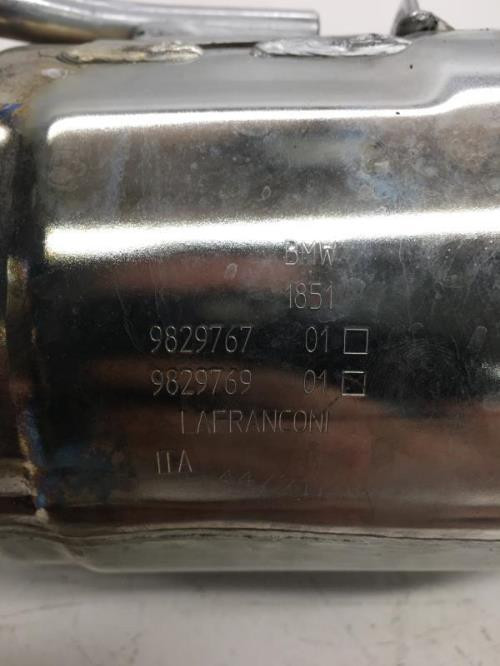 BMW
1851
9829767 01 ☐
9829769 01 ☒
LAFRANCONI
ITA